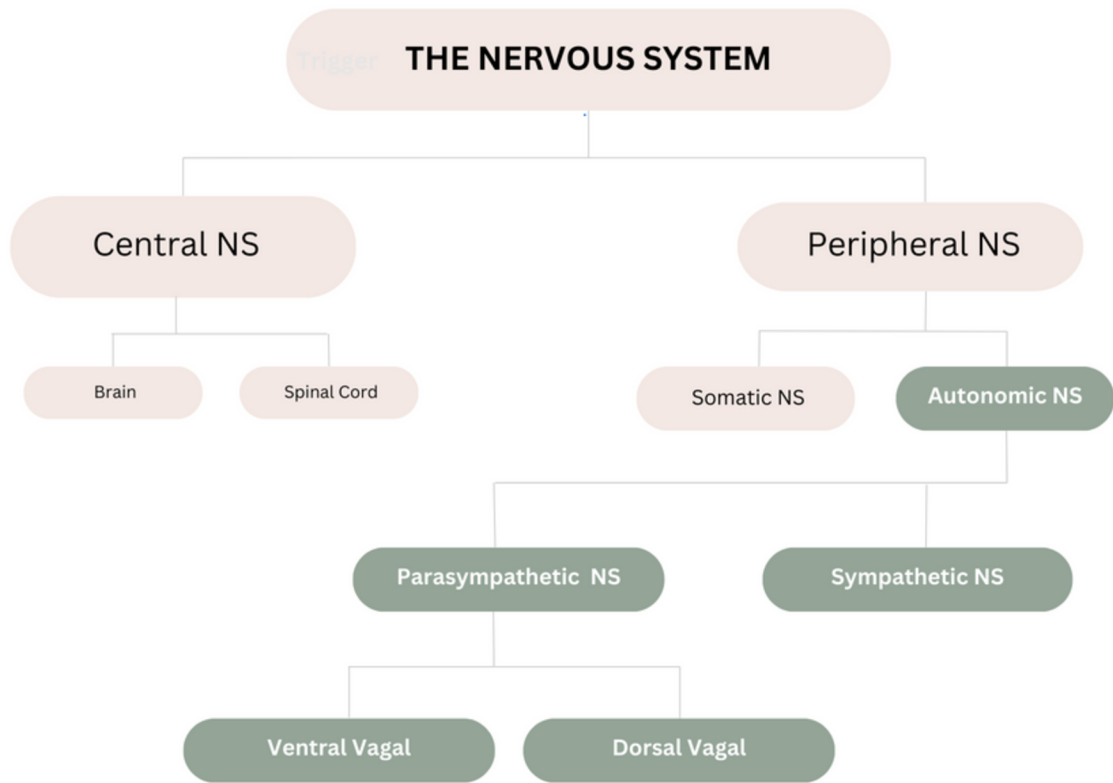 Trigger THE NERVOUS SYSTEM
Central NS
Peripheral NS
Brain
Spinal Cord
Somatic NS
Autonomic NS
Parasympathetic NS
Sympathetic NS
Ventral Vagal
Dorsal Vagal